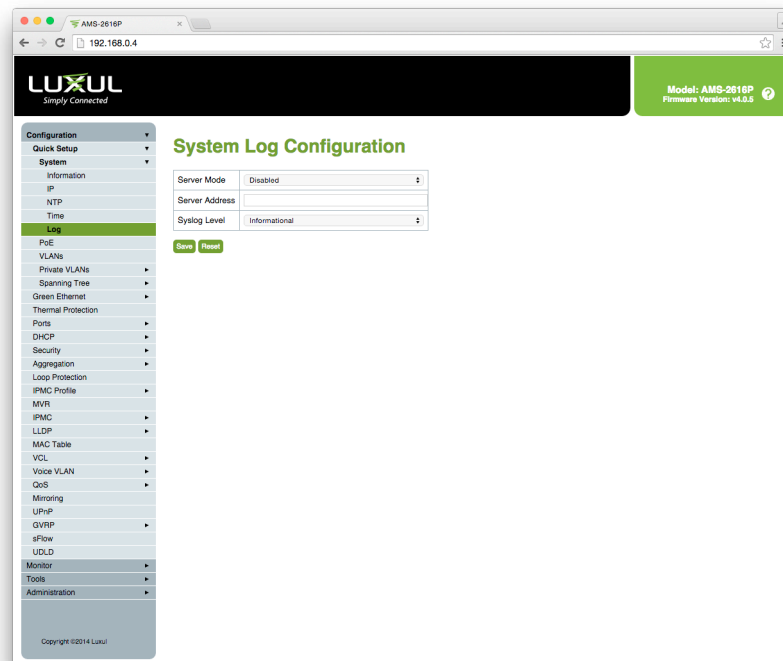 AMS-2616P
192.168.0.4
LUXUL
Simply Connected
Model: AMS-2616P
Firmware Version: v4.0.5
?
Configuration
Quick Setup
System
Information
IP
NTP
Time
Log
PoE
VLANs
Private VLANs
Spanning Tree
Green Ethernet
Thermal Protection
Ports
DHCP
Security
Aggregation
Loop Protection
IPMC Profile
MVR
IPMC
LLDP
MAC Table
VCL
Voice VLAN
QoS
Mirroring
UPnP
GVRP
sFlow
UDLD
Monitor
Tools
Administration
Copyright ©2014 Luxul
System Log Configuration
Server Mode Disabled
Server Address
Syslog Level Informational
Save Reset